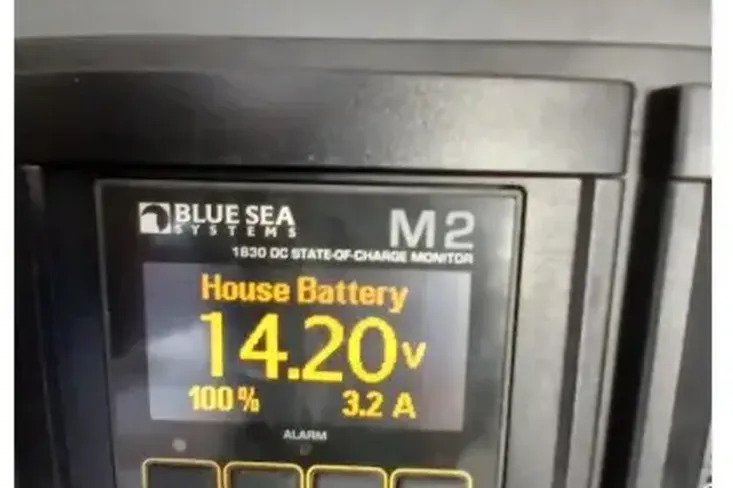 BLUE SEA
SYSTEMS
M2
1830 DC STATE-OF-CHARGE MONITOR
House Battery
14.20v
100% 3.2 A
ALARM